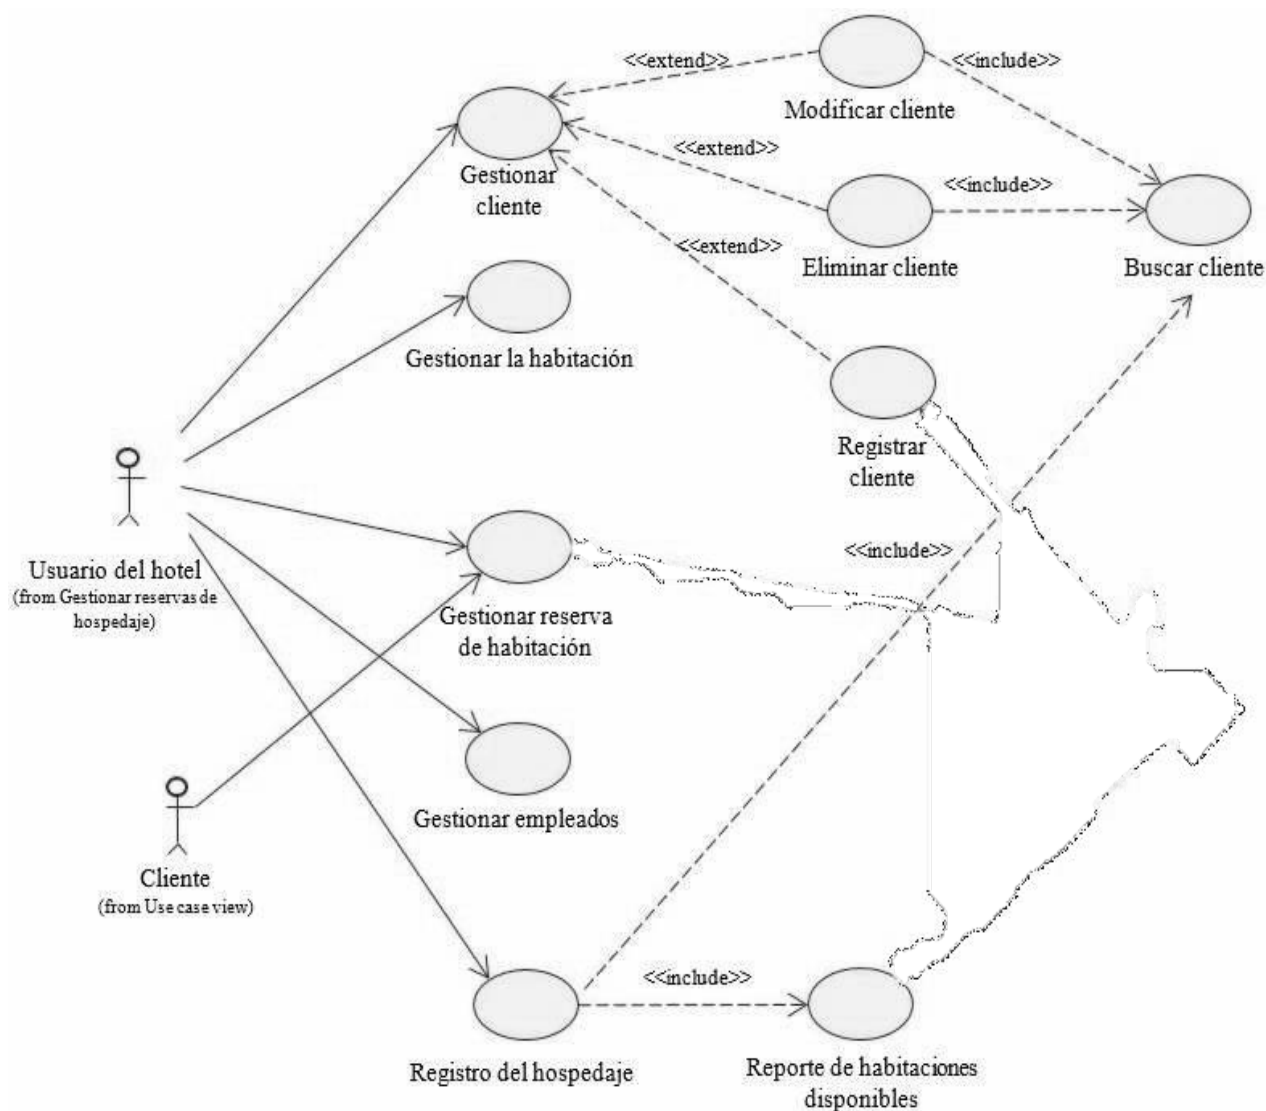 <<extend>>
<<include>>
Modificar cliente
<<extend>>
Gestionar
cliente
<<include>>
<<extend>>
Eliminar cliente
Buscar cliente
Gestionar la habitación
Registrar
cliente
<<include>>
Usuario del hotel
(from Gestionar reservas de
hospedaje)
Gestionar reserva
de habitación
Gestionar empleados
Cliente
(from Use case view)
<<include>>
Registro del hospedaje
Reporte de habitaciones
disponibles